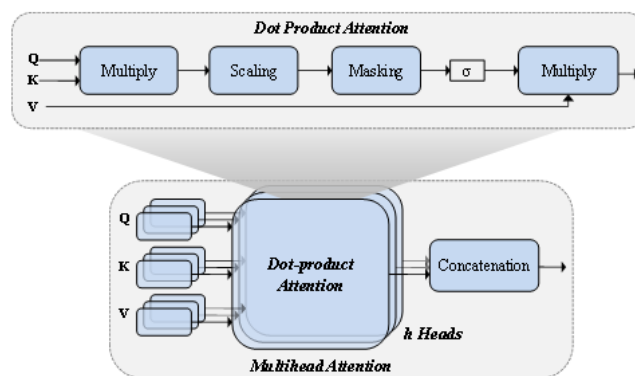 Dot Product Attention
Q
K
V
Multiply
Scaling
Masking
σ
Multiply
Q
K
V
Dot-product
Attention
Concatenation
h Heads
Multihead Attention